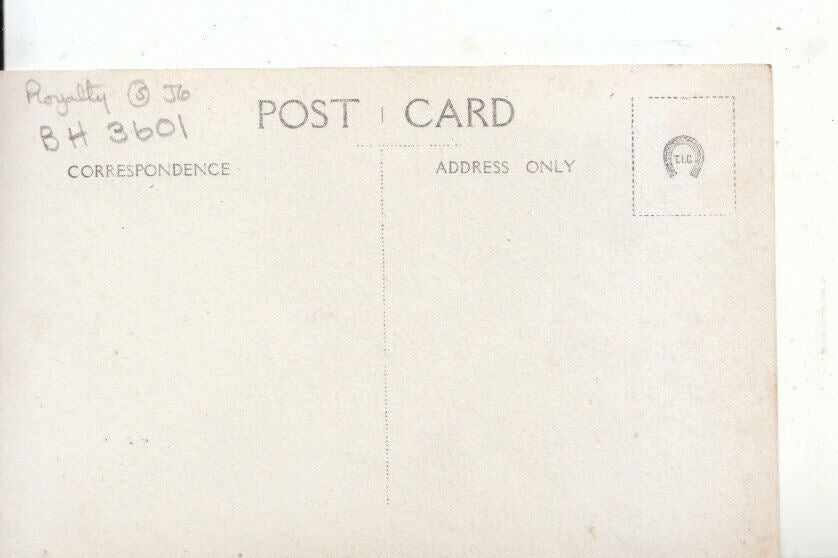 Royalty (5) J6
BH 3601
POST CARD
CORRESPONDENCE
ADDRESS ONLY
T.I.C.